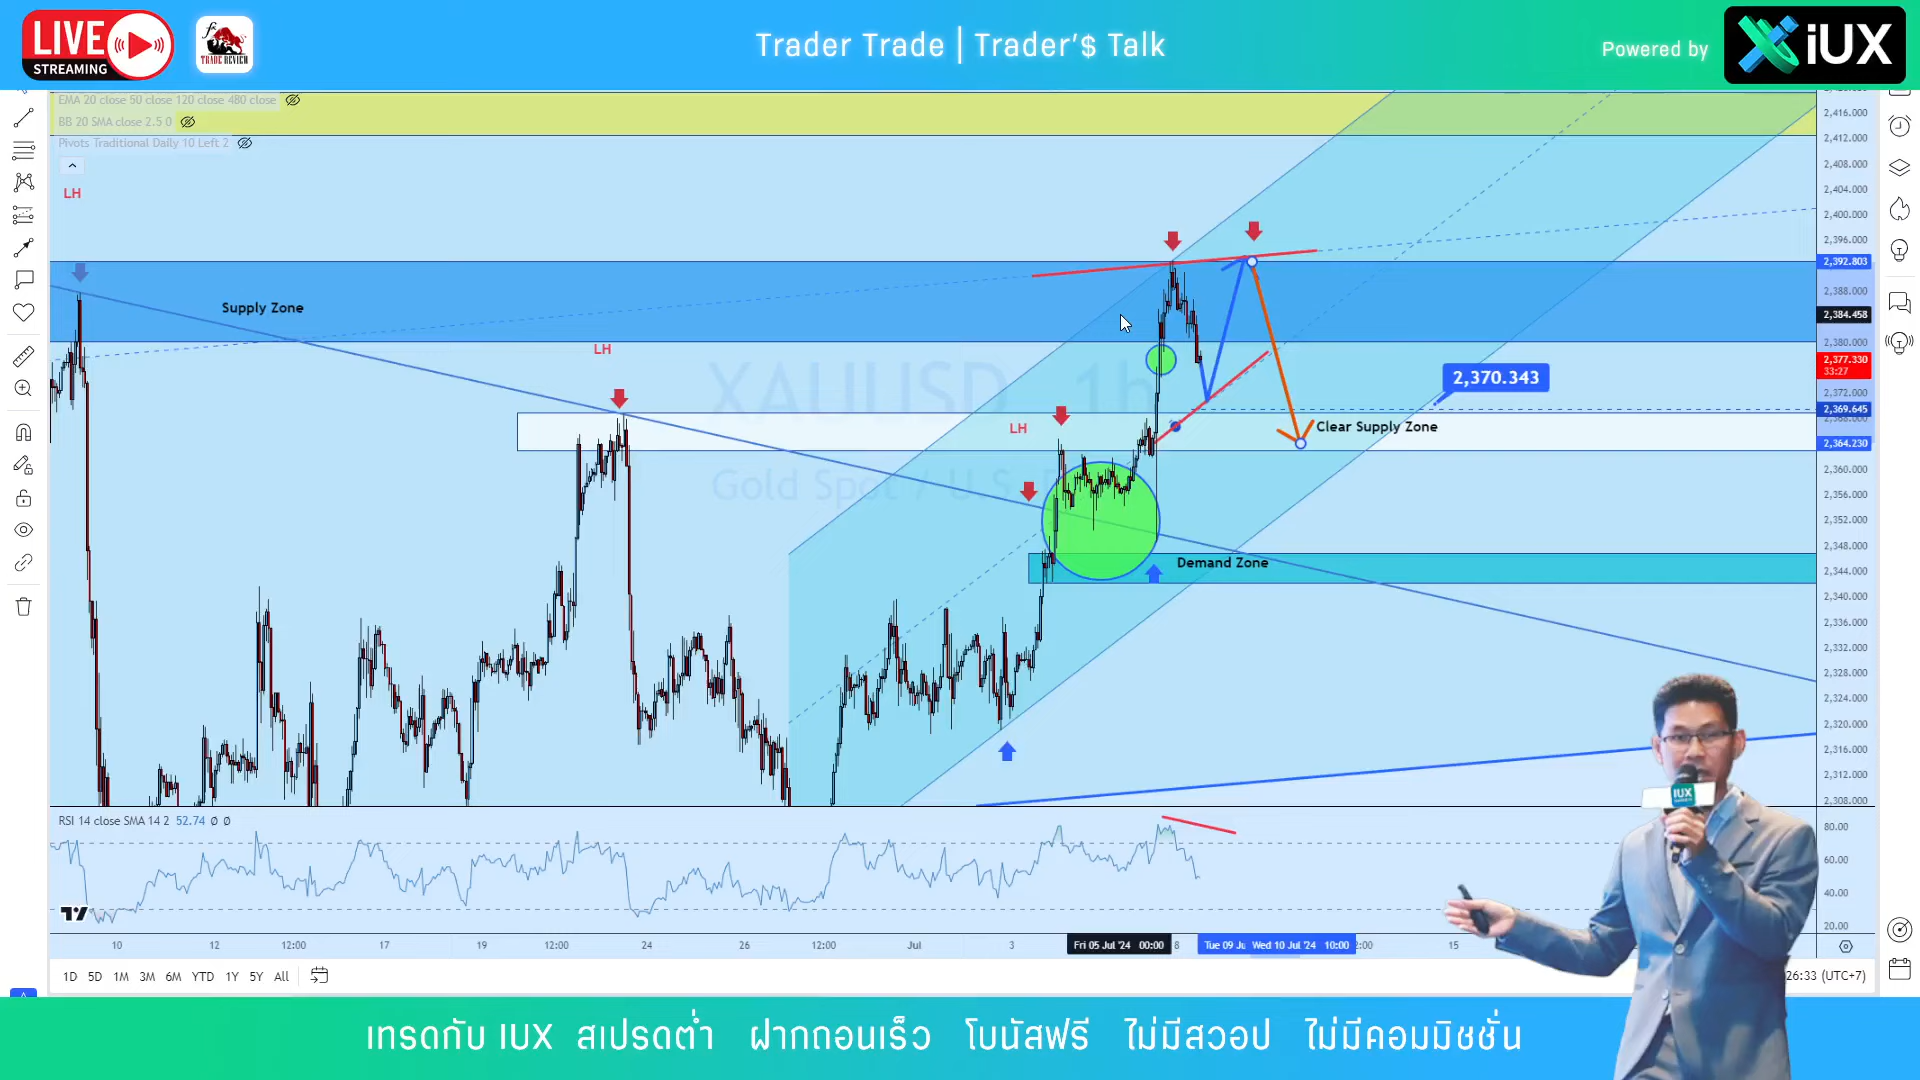 LIVE
STREAMING
fx
TRADE REVIEW
Trader Trade | Trader'$ Talk
Powered by
iUX
EMA 20 close 50 close 120 close 480 close
BB 20 SMA close 2.5 0
Pivots Traditional Daily 10 Left 2
LH
Supply Zone
LH
LH
XAUUSD 1h
Gold Spot / U.S.
2,370.343
Clear Supply Zone
Demand Zone
2,416.000
2,412.000
2,408.000
2,404.000
2,400.000
2,396.000
2,392.803
2,388.000
2,384.458
2,380.000
2,377.330
33:27
2,372.000
2,369.645
2,364.230
2,360.000
2,356.000
2,352.000
2,348.000
2,344.000
2,340.000
2,336.000
2,332.000
2,328.000
2,324.000
2,320.000
2,316.000
2,312.000
2,308.000
RSI 14 close SMA 14 2 52.74 Ø Ø
80.00
60.00
40.00
20.00
10 12 12:00 17 19 12:00 24 26 12:00 Jul 3 Fri 05 Jul '24 00:00 8 Tue 09 Ju Wed 10 Jul '24 10:00 2:00 15
1D 5D 1M 3M 6M YTD 1Y 5Y All
26:33 (UTC+7)
IUX
เทรดกับ IUX สเปรดต่ำ ฝากถอนเร็ว โบนัสฟรี ไม่มีสวอป ไม่มีคอมมิชชั่น